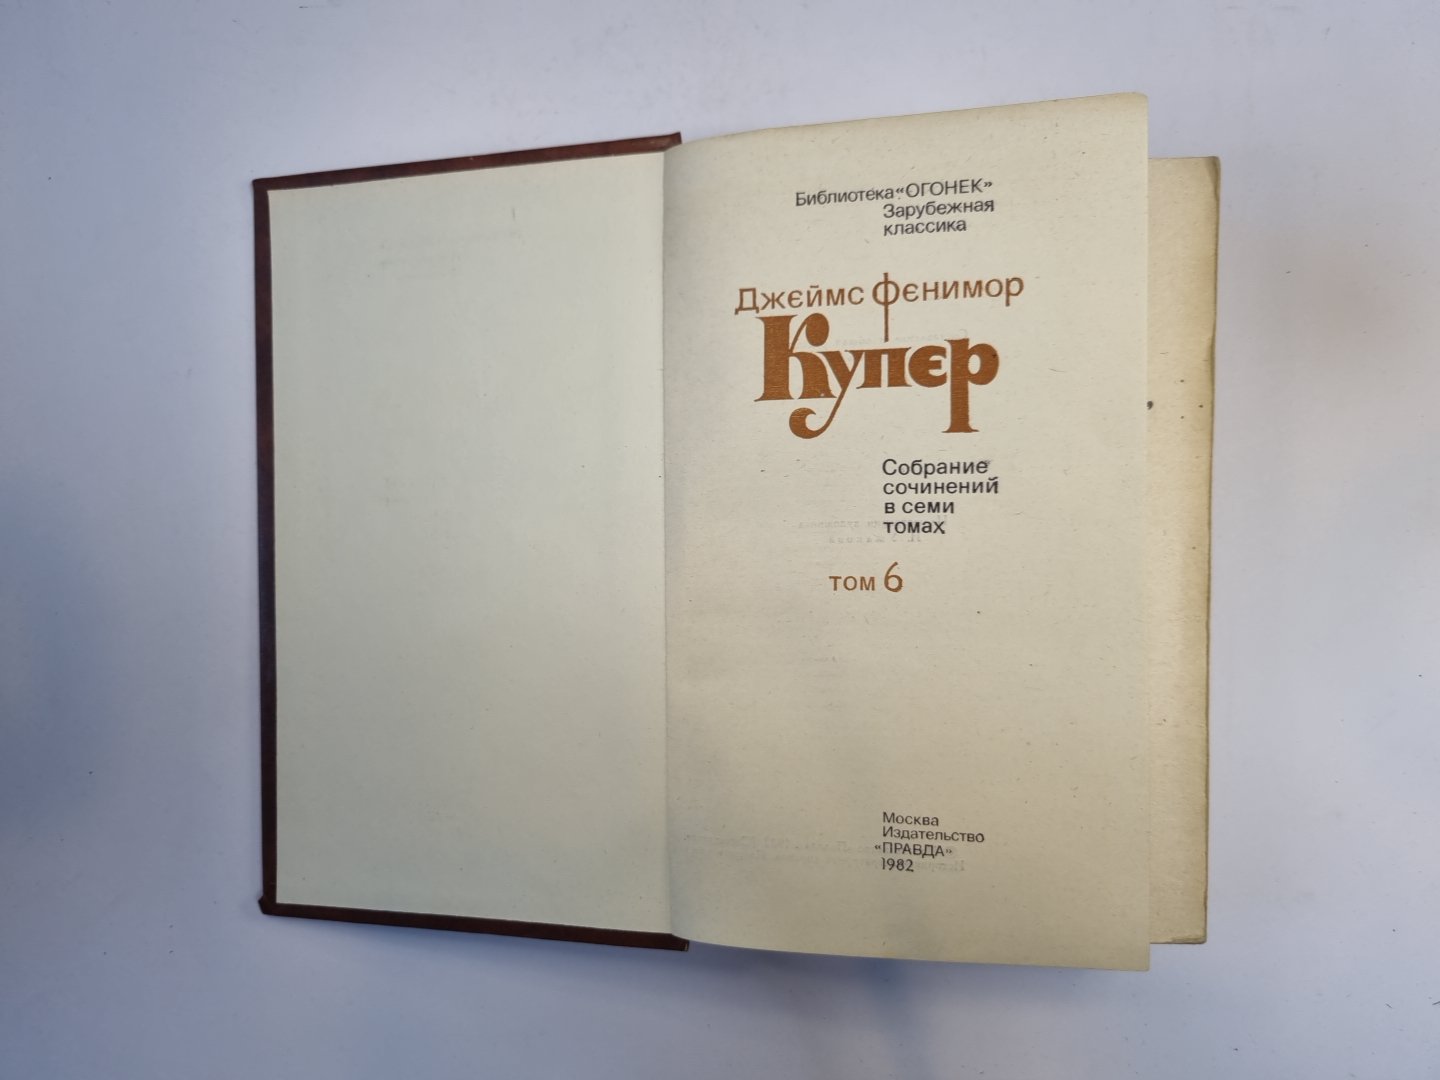 Библиотека «ОГОНЕК»
Зарубежная
классика
Джеймс Фенимор
Купер
Собрание
сочинений
в семи
томах
том 6
Москва
Издательство
«ПРАВДА»
1982